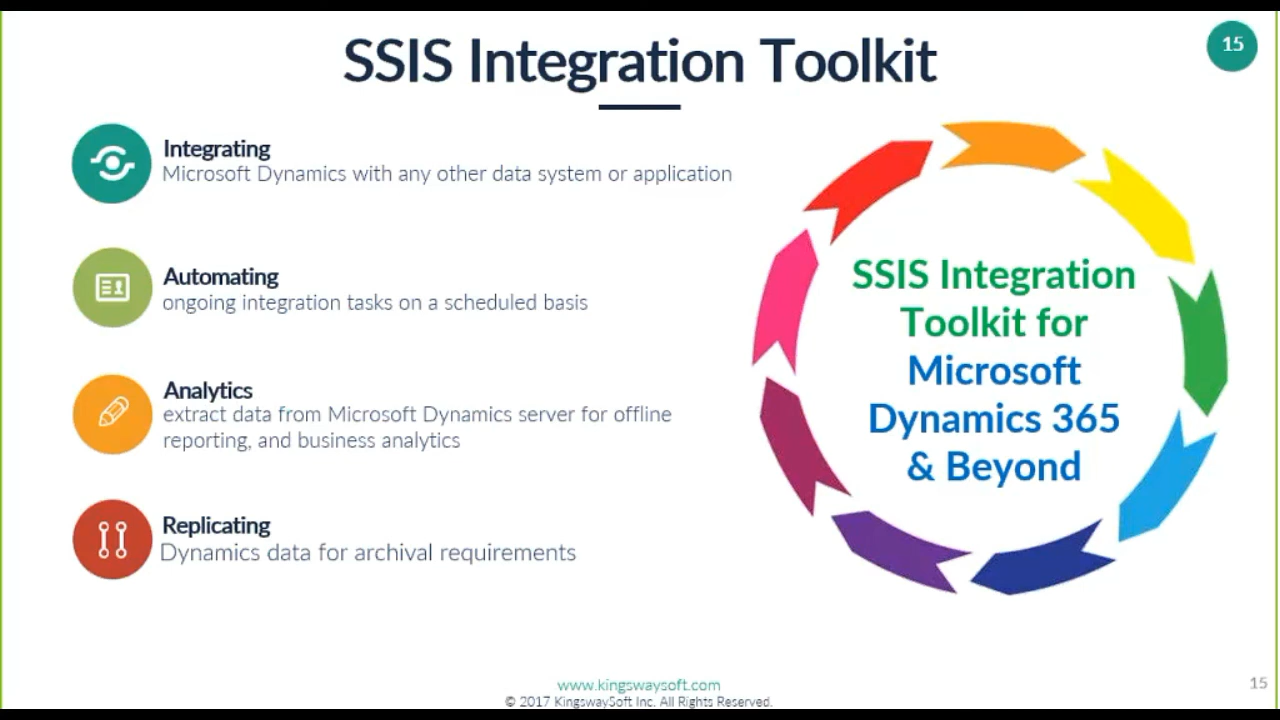 SSIS Integration Toolkit
15
Integrating
Microsoft Dynamics with any other data system or application
Automating
ongoing integration tasks on a scheduled basis
Analytics
extract data from Microsoft Dynamics server for offline
reporting, and business analytics
Replicating
Dynamics data for archival requirements
SSIS Integration
Toolkit for
Microsoft
Dynamics 365
& Beyond
www.kingswaysoft.com
© 2017 KingswaySoft Inc. All Rights Reserved.
15